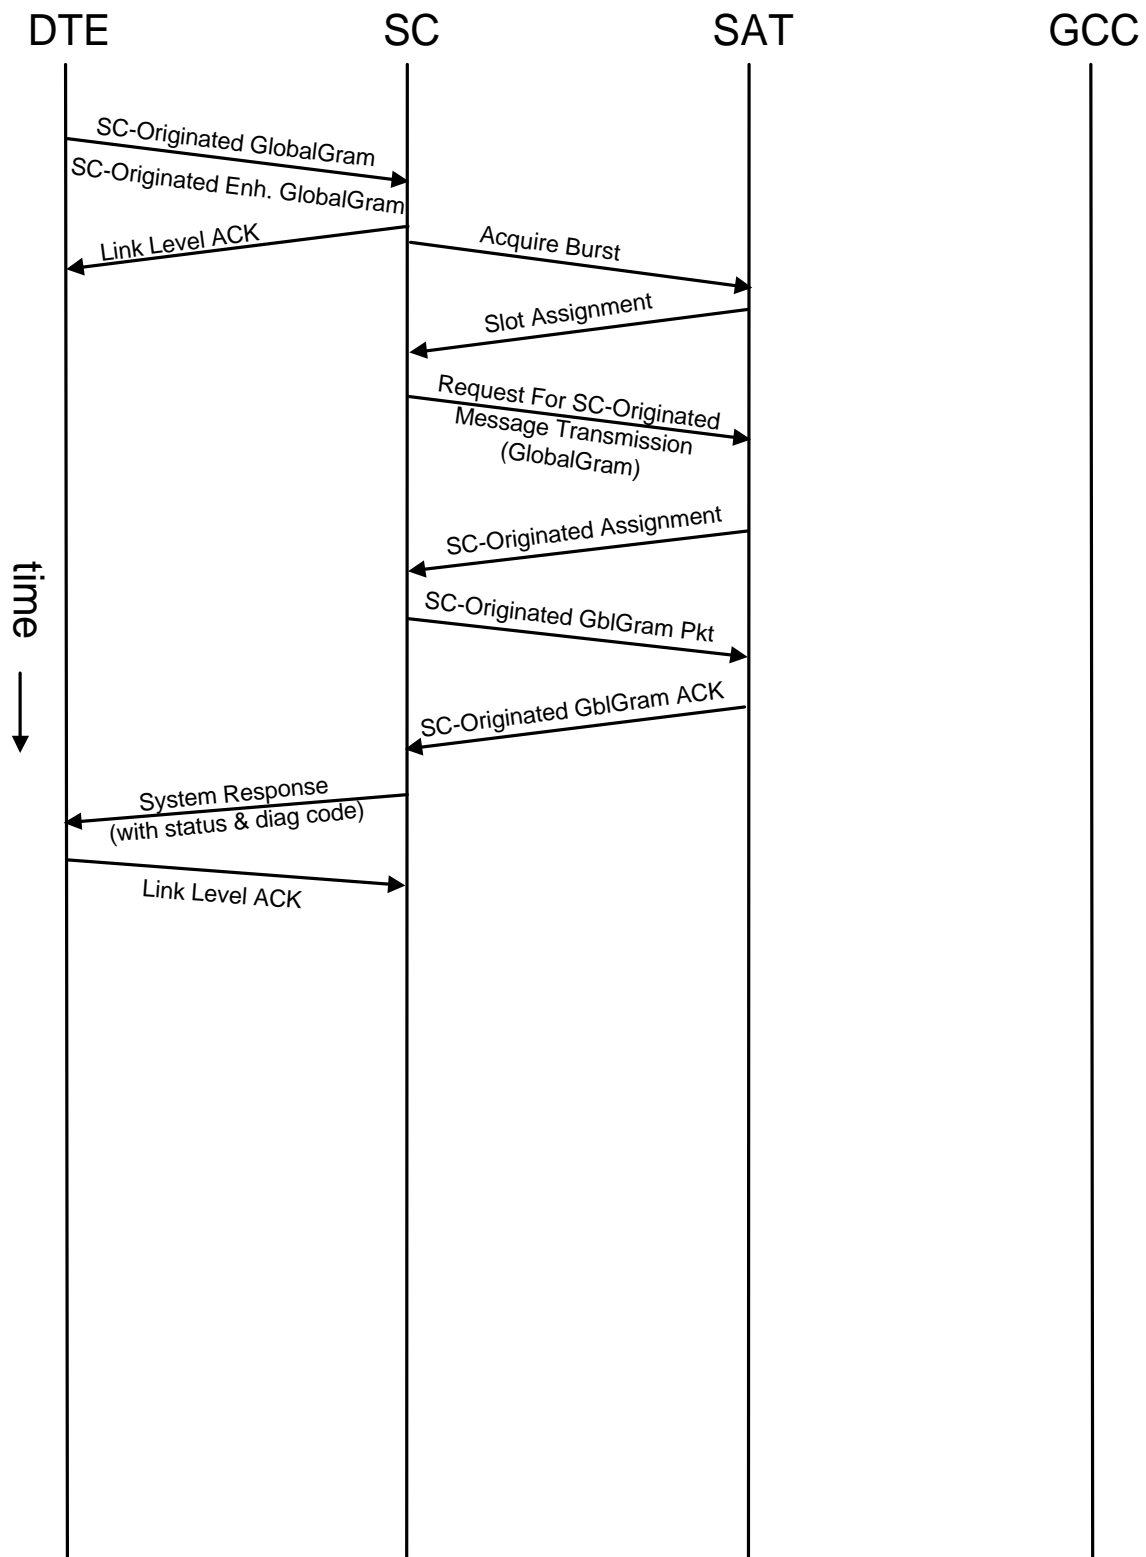 DTE SC SAT GCC
SC-Originated GlobalGram
SC-Originated Enh. GlobalGram
Link Level ACK
Acquire Burst
Slot Assignment
Request For SC-Originated
Message Transmission
(GlobalGram)
SC-Originated Assignment
time
SC-Originated GblGram Pkt
SC-Originated GblGram ACK
System Response
(with status & diag code)
Link Level ACK